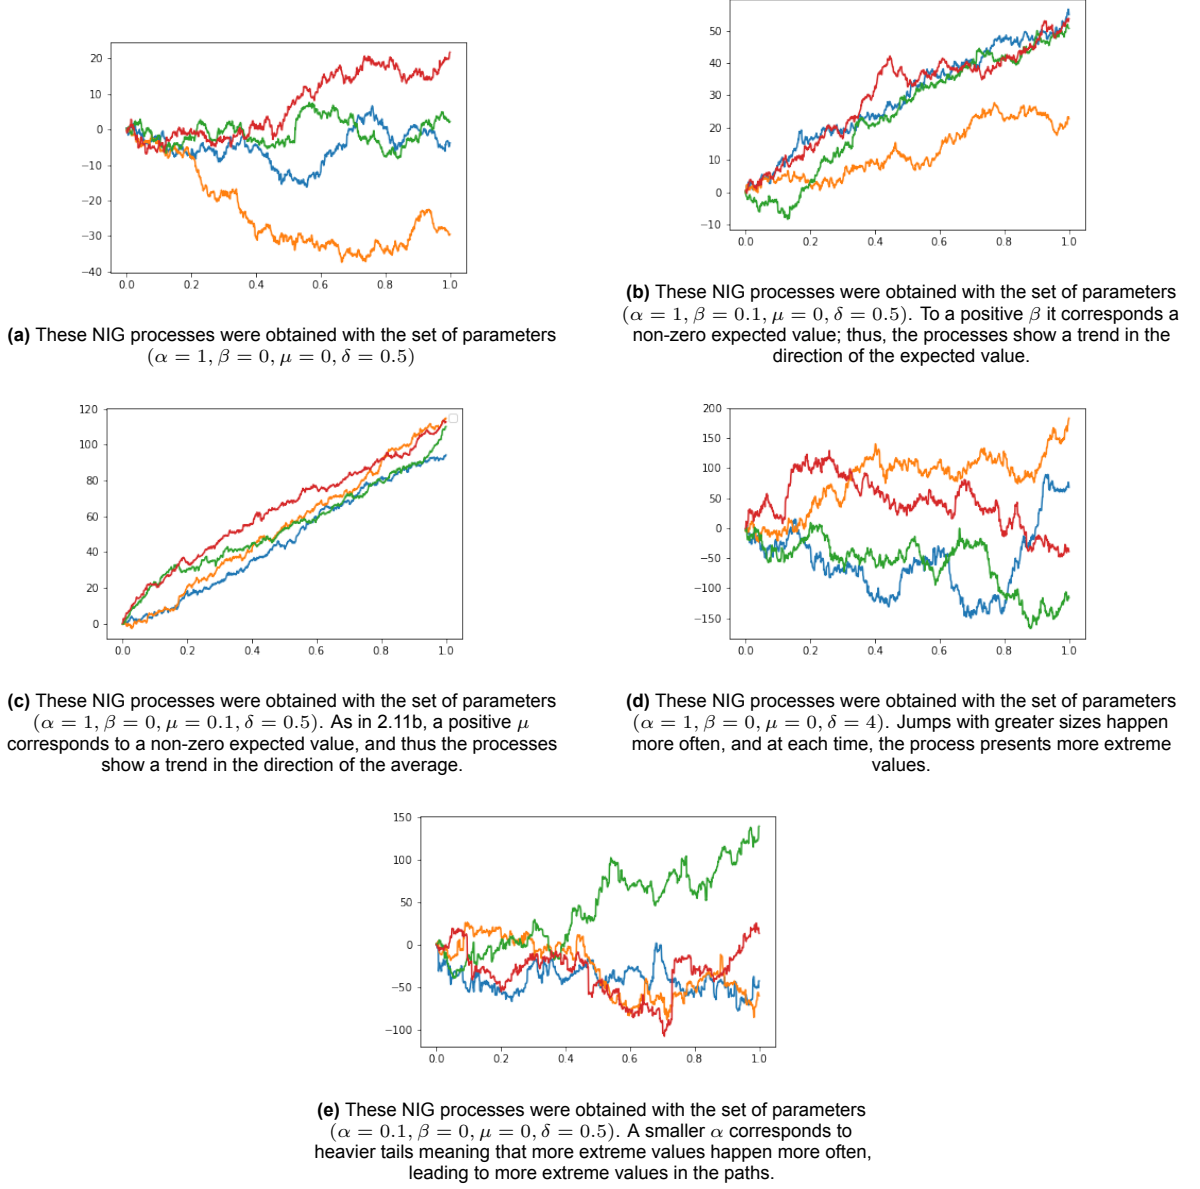 20
10
0
−10
−20
−30
−40
0.0 0.2 0.4 0.6 0.8 1.0
(a) These NIG processes were obtained with the set of parameters
(α = 1, β = 0, μ = 0, δ = 0.5)
50
40
30
20
10
0
−10
0.0 0.2 0.4 0.6 0.8 1.0
(b) These NIG processes were obtained with the set of parameters
(α = 1, β = 0.1, μ = 0, δ = 0.5). To a positive β it corresponds a
non-zero expected value; thus, the processes show a trend in the
direction of the expected value.
120
100
80
60
40
20
0
0.0 0.2 0.4 0.6 0.8 1.0
(c) These NIG processes were obtained with the set of parameters
(α = 1, β = 0, μ = 0.1, δ = 0.5). As in 2.11b, a positive μ
corresponds to a non-zero expected value, and thus the processes
show a trend in the direction of the average.
200
150
100
50
0
−50
−100
−150
0.0 0.2 0.4 0.6 0.8 1.0
(d) These NIG processes were obtained with the set of parameters
(α = 1, β = 0, μ = 0, δ = 4). Jumps with greater sizes happen
more often, and at each time, the process presents more extreme
values.
150
100
50
0
−50
−100
0.0 0.2 0.4 0.6 0.8 1.0
(e) These NIG processes were obtained with the set of parameters
(α = 0.1, β = 0, μ = 0, δ = 0.5). A smaller α corresponds to
heavier tails meaning that more extreme values happen more often,
leading to more extreme values in the paths.